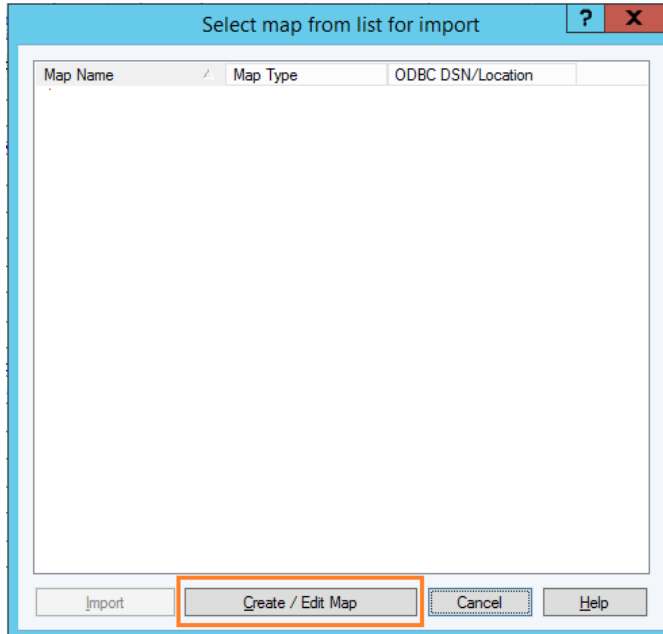 Select map from list for import ? X
Map Name Map Type ODBC DSN/Location
Import Create / Edit Map Cancel Help